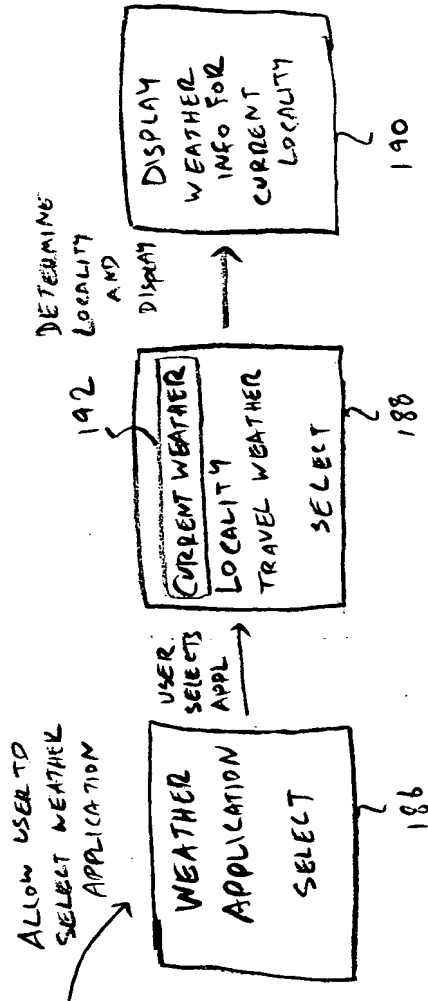 ALLOW USER TO
SELECT WEATHER
APPLICATION
WEATHER
APPLICATION
SELECT
186
USER
SELECTS
APPL
192
CURRENT WEATHER
LOCALITY
TRAVEL WEATHER
SELECT
188
DETERMINE
LOCALITY
AND
DISPLAY
DISPLAY
WEATHER
INFO FOR
CURRENT
LOCALITY
190